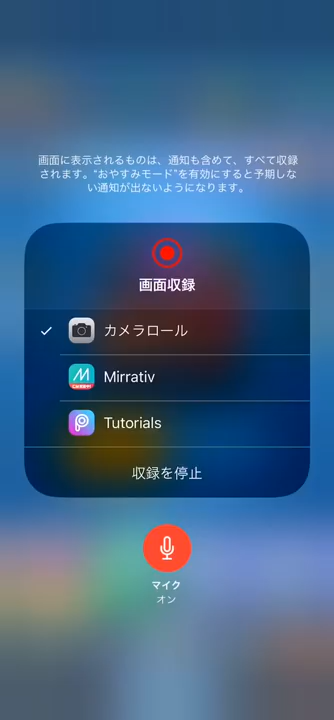 画面に表示されるものは、通知も含めて、すべて収録
されます。“おやすみモード”を有効にすると予期しな
い通知が出ないようになります。
画面収録
カメラロール
Mirrativ
Tutorials
収録を停止
マイク
オン